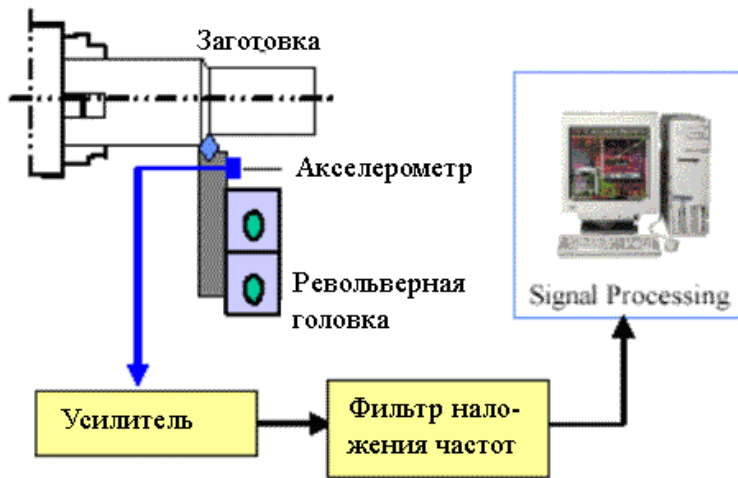 Заготовка
Акселерометр
Револьверная
головка
Signal Processing
Усилитель
Фильтр нало-
жения частот